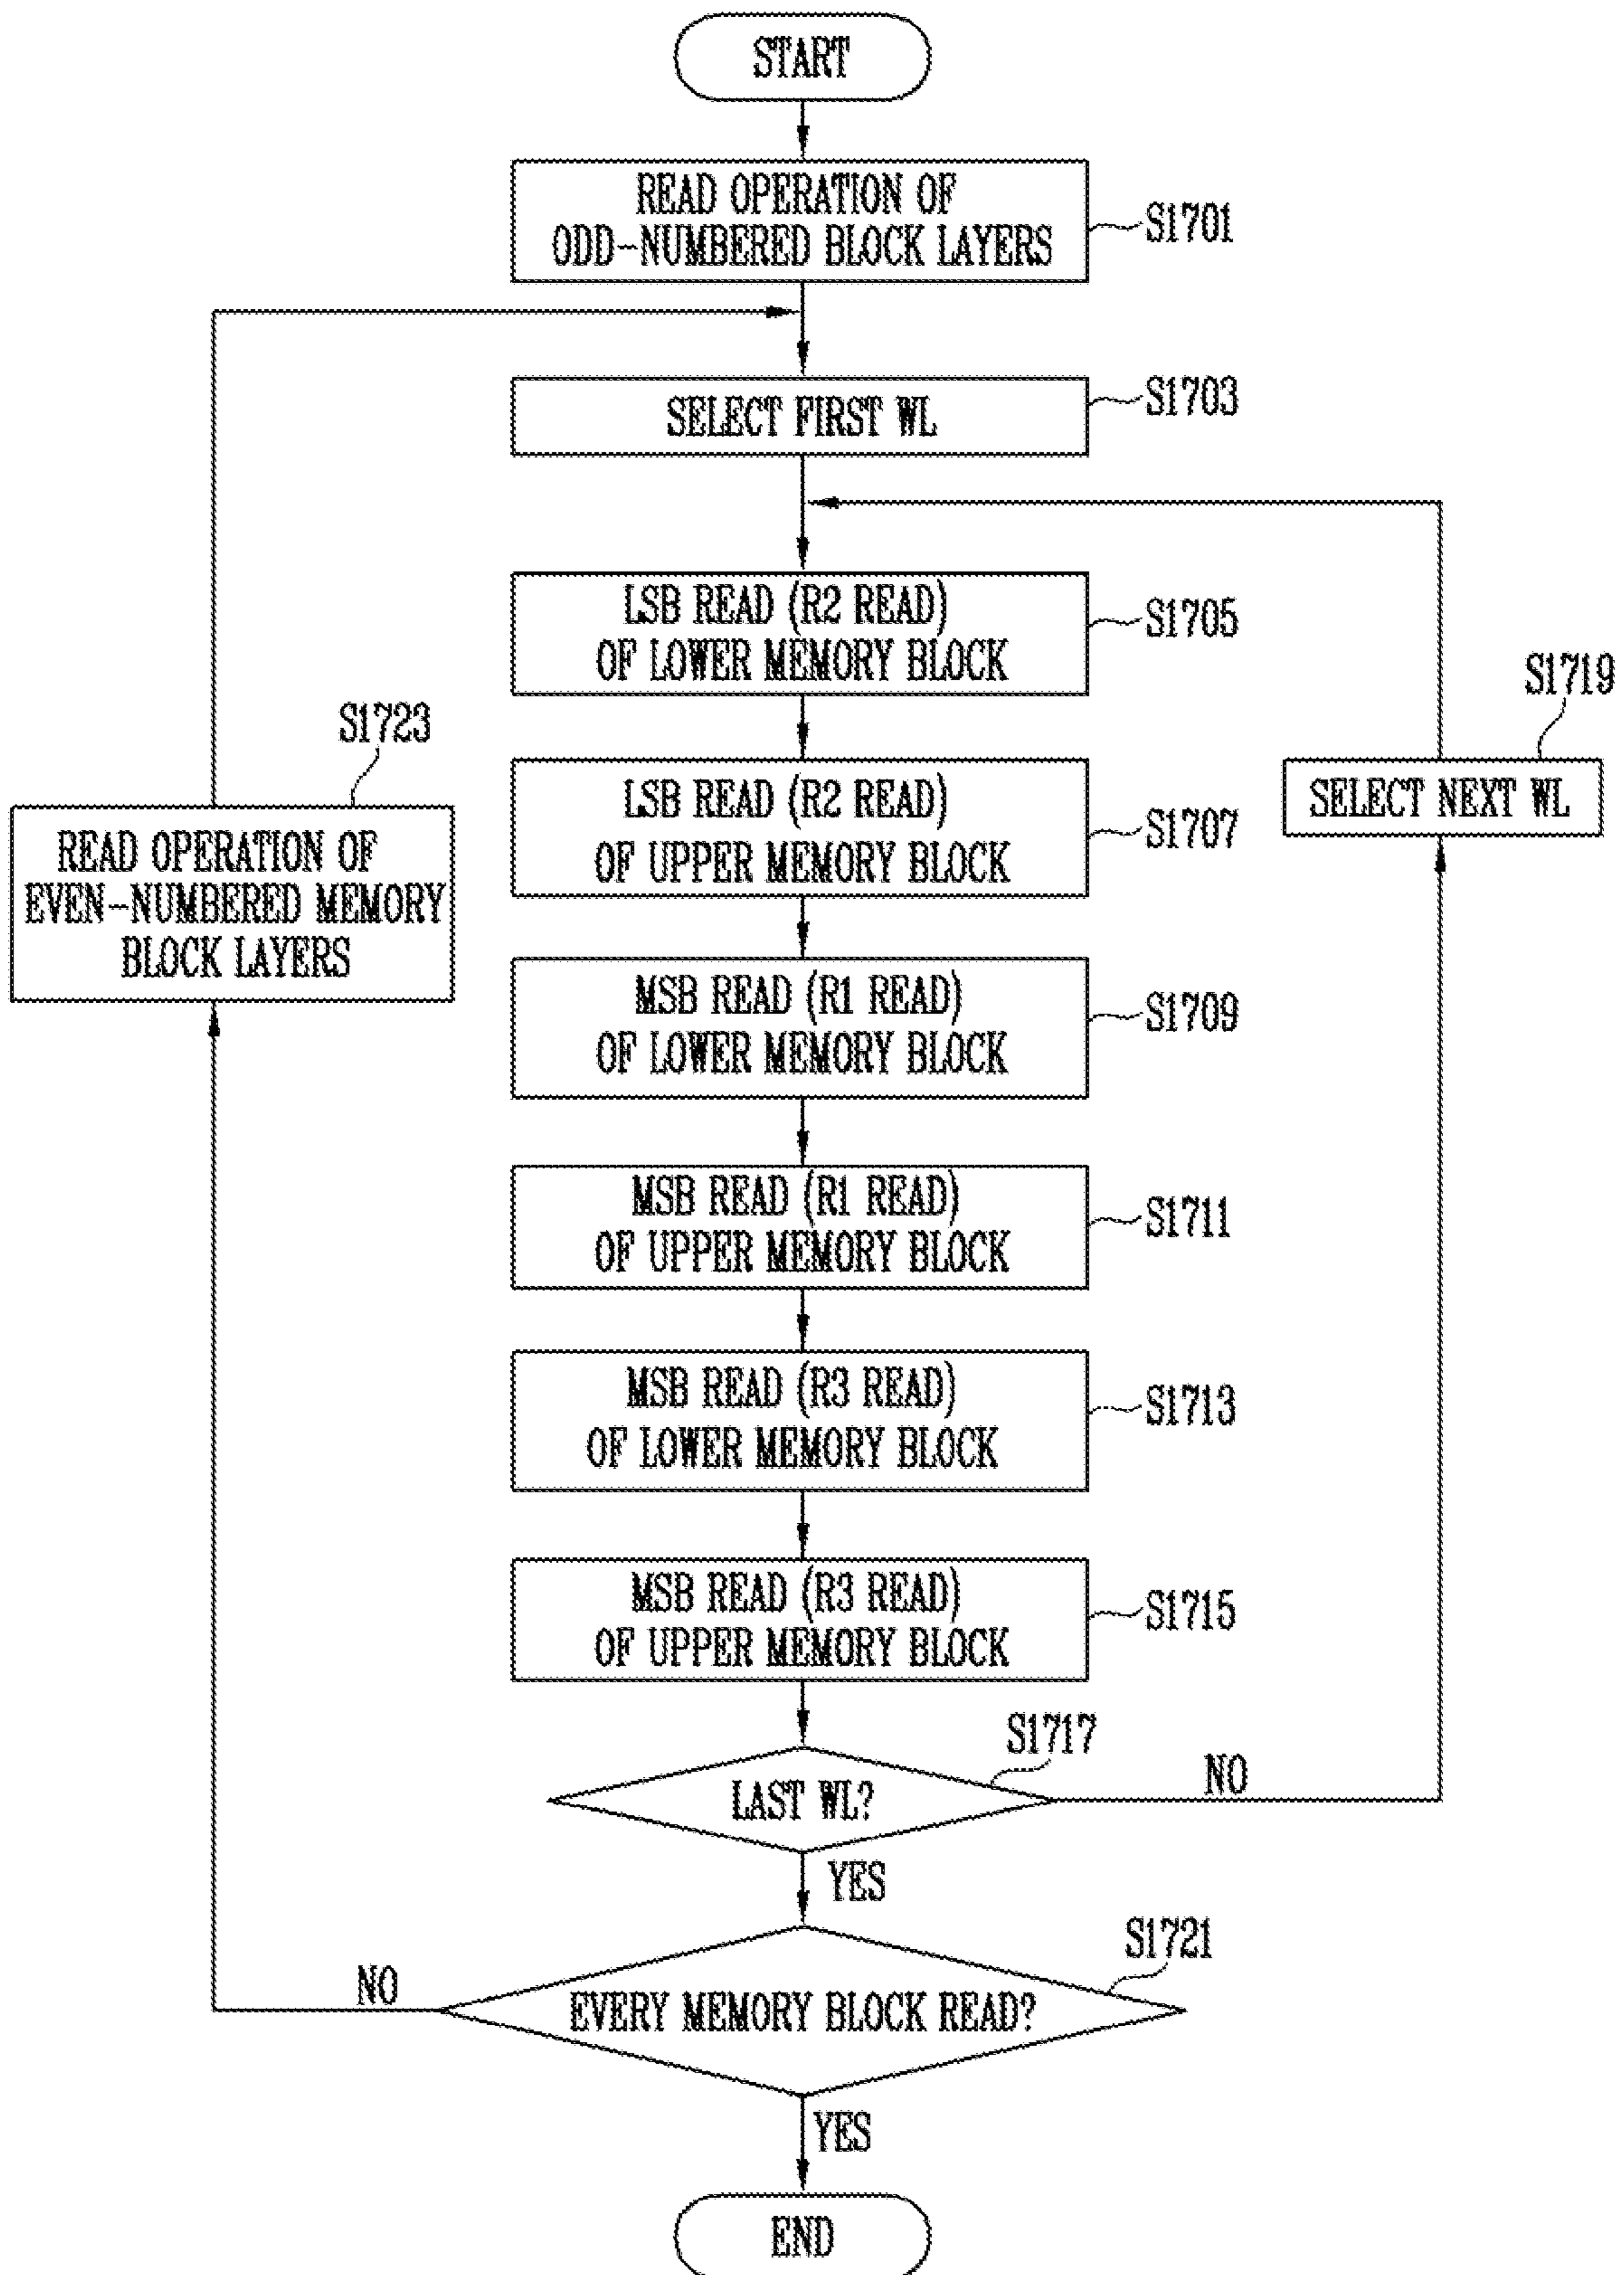 START
READ OPERATION OF
ODD-NUMBERED BLOCK LAYERS
S1701
SELECT FIRST WL
S1703
LSB READ (R2 READ)
OF LOWER MEMORY BLOCK
S1705
S1719
SELECT NEXT WL
S1723
READ OPERATION OF
EVEN-NUMBERED MEMORY
BLOCK LAYERS
LSB READ (R2 READ)
OF UPPER MEMORY BLOCK
S1707
MSB READ (R1 READ)
OF LOWER MEMORY BLOCK
S1709
MSB READ (R1 READ)
OF UPPER MEMORY BLOCK
S1711
MSB READ (R3 READ)
OF LOWER MEMORY BLOCK
S1713
MSB READ (R3 READ)
OF UPPER MEMORY BLOCK
S1715
S1717
LAST WL?
NO
YES
S1721
EVERY MEMORY BLOCK READ?
NO
YES
END